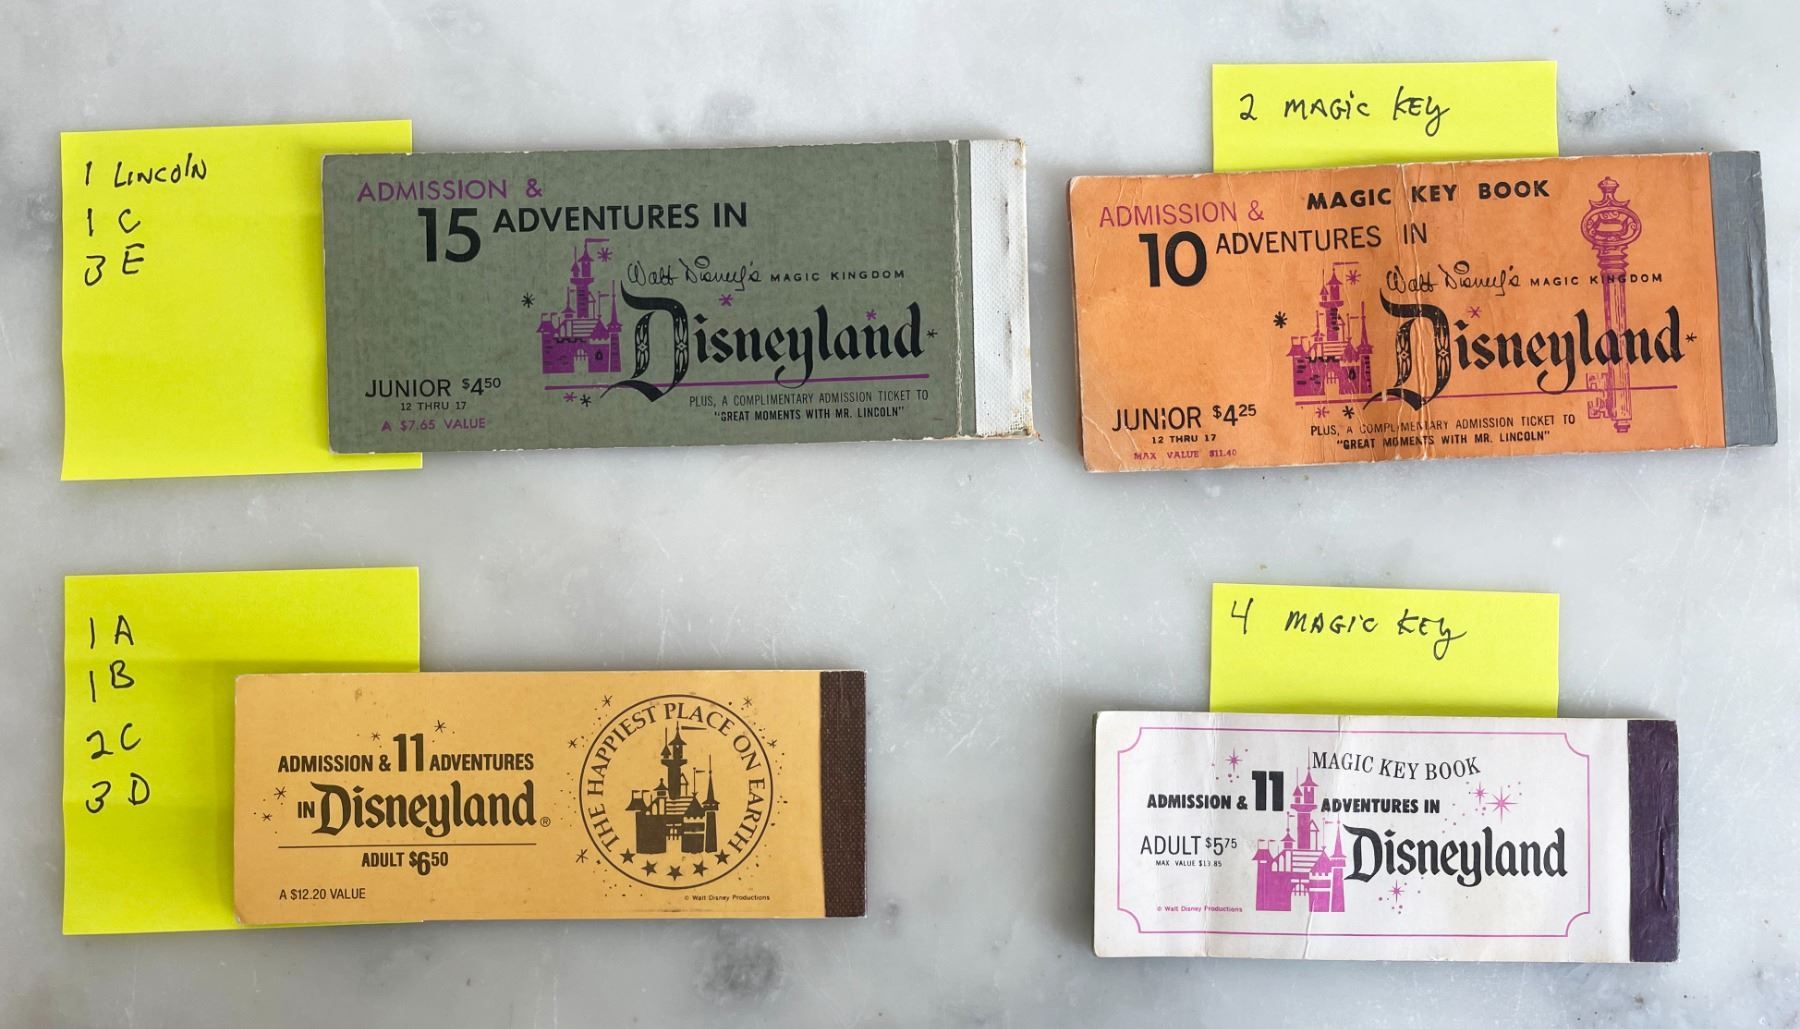 1 LINCOLN
1 C
3 E
ADMISSION &
15 ADVENTURES IN
Walt Disney's MAGIC KINGDOM
Disneyland
JUNIOR $4.50
12 THRU 17
A $7.65 VALUE
PLUS, A COMPLIMENTARY ADMISSION TICKET TO
"GREAT MOMENTS WITH MR. LINCOLN"
2 MAGIC KEY
ADMISSION & MAGIC KEY BOOK
10 ADVENTURES IN
Walt Disney's MAGIC KINGDOM
Disneyland
JUNIOR $4.25
12 THRU 17
MAX VALUE $11.40
PLUS, A COMPLIMENTARY ADMISSION TICKET TO
"GREAT MOMENTS WITH MR. LINCOLN"
1 A
1 B
2 C
3 D
ADMISSION & 11 ADVENTURES
IN Disneyland®
ADULT $6.50
A $12.20 VALUE
THE HAPPIEST PLACE ON EARTH
© Walt Disney Productions
4 MAGIC KEY
MAGIC KEY BOOK
ADMISSION & 11 ADVENTURES IN
Disneyland
ADULT $5.75
MAX VALUE $13.85
© Walt Disney Productions